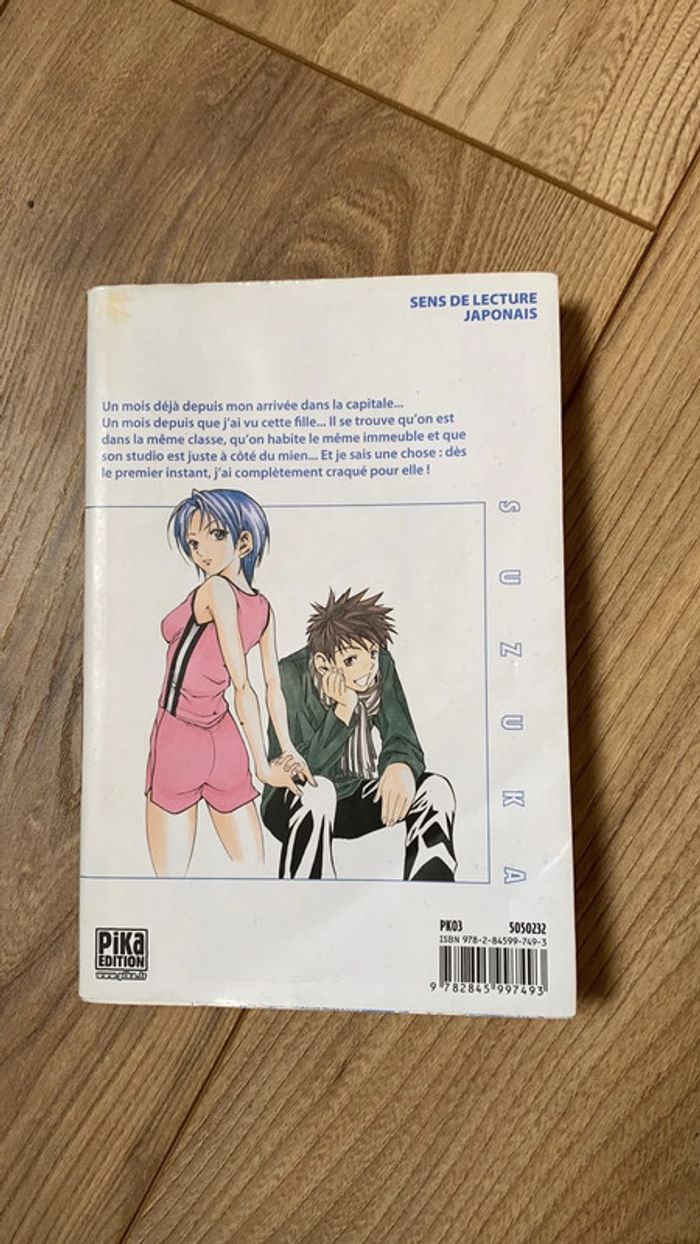 SENS DE LECTURE
JAPONAIS
Un mois déjà depuis mon arrivée dans la capitale...
Un mois depuis que j'ai vu cette fille... Il se trouve qu'on est
dans la même classe, qu'on habite le même immeuble et que
son studio est juste à côté du mien... Et je sais une chose : dès
le premier instant, j'ai complètement craqué pour elle !
SUZUKA
PiKa
EDITION
www.pika.fr
PK03 5050232
ISBN 978-2-84599-749-3
9 782845 997493